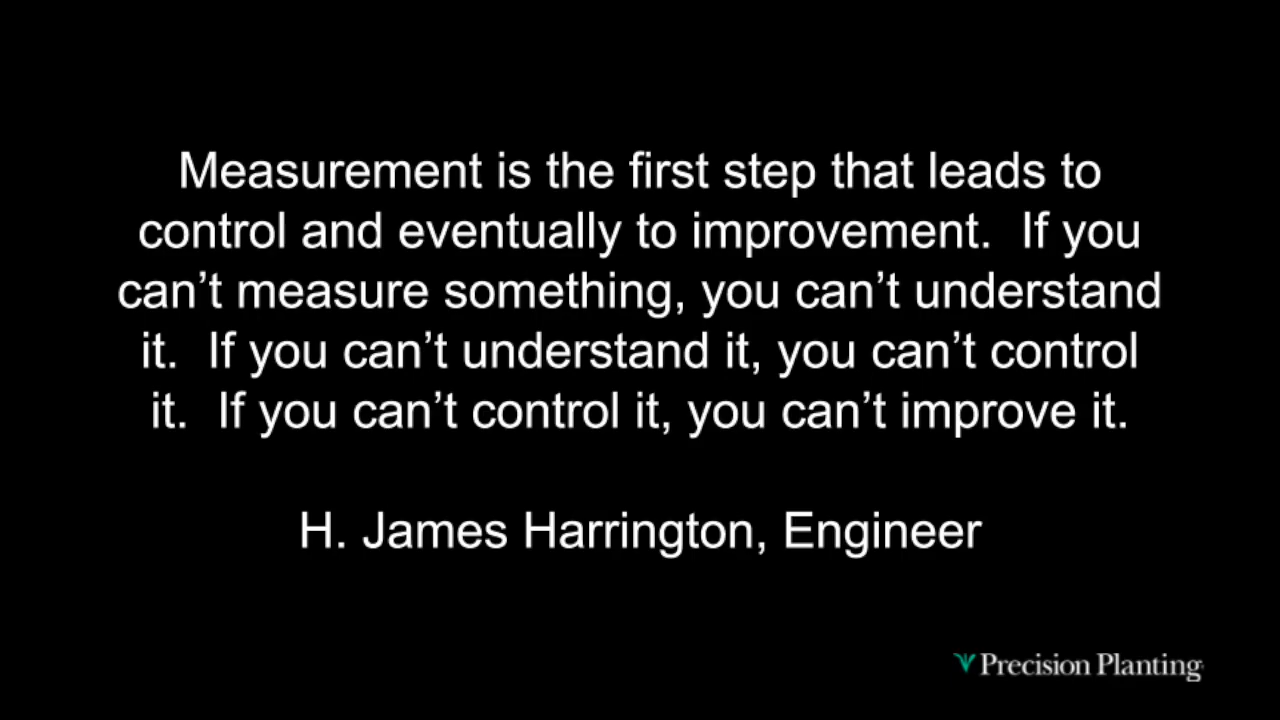 Measurement is the first step that leads to
control and eventually to improvement.  If you
can’t measure something, you can’t understand
it.  If you can’t understand it, you can’t control
it.  If you can’t control it, you can’t improve it.
H. James Harrington, Engineer
Precision Planting